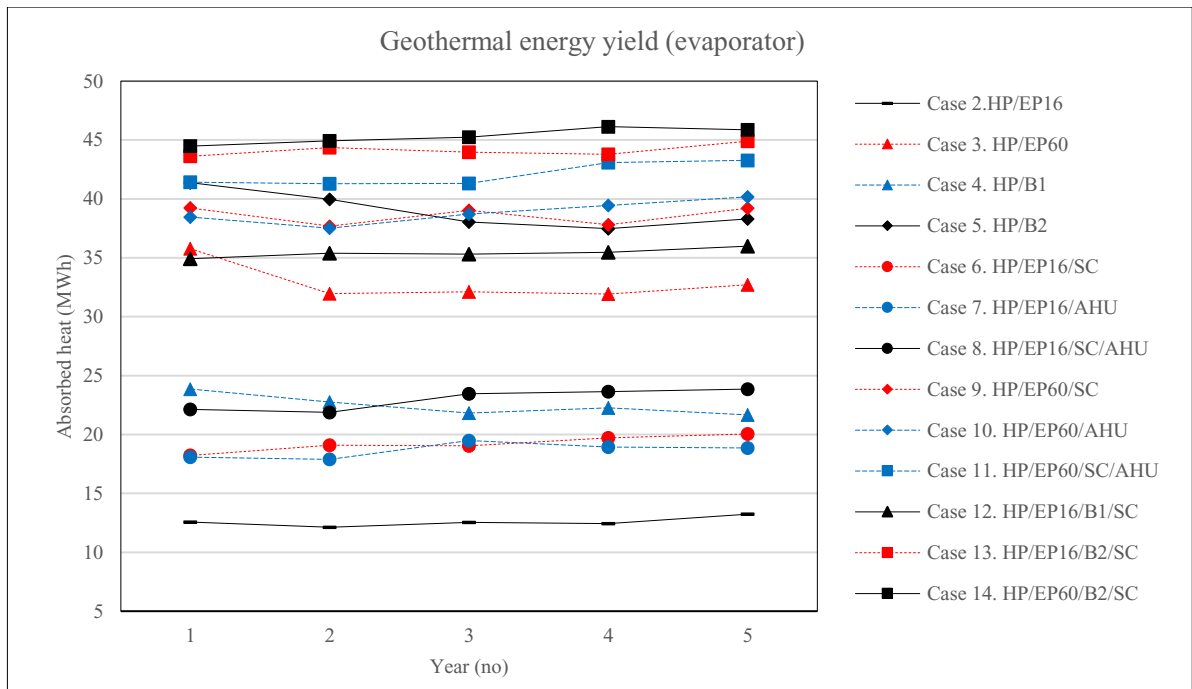 Geothermal energy yield (evaporator)
50
45
40
35
30
25
20
15
10
5
Absorbed heat (MWh)
1 2 3 4 5
Year (no)
Case 2.HP/EP16
Case 3. HP/EP60
Case 4. HP/B1
Case 5. HP/B2
Case 6. HP/EP16/SC
Case 7. HP/EP16/AHU
Case 8. HP/EP16/SC/AHU
Case 9. HP/EP60/SC
Case 10. HP/EP60/AHU
Case 11. HP/EP60/SC/AHU
Case 12. HP/EP16/B1/SC
Case 13. HP/EP16/B2/SC
Case 14. HP/EP60/B2/SC